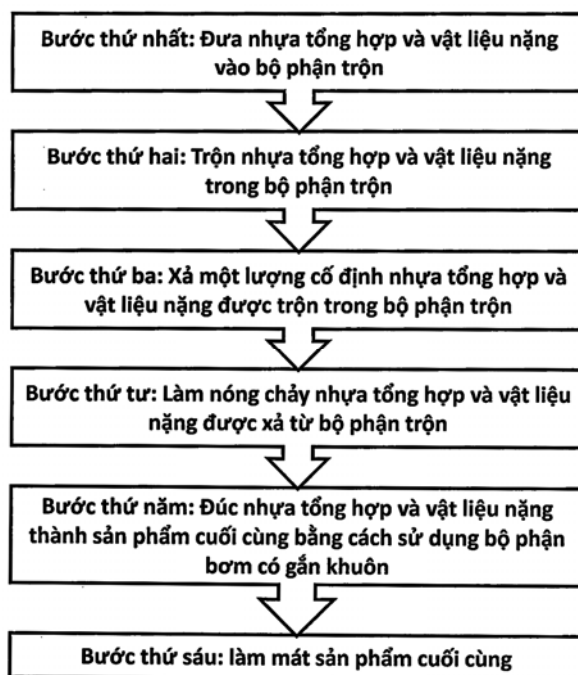 Bước thứ nhất: Đưa nhựa tổng hợp và vật liệu nặng
vào bộ phận trộn
Bước thứ hai: Trộn nhựa tổng hợp và vật liệu nặng
trong bộ phận trộn
Bước thứ ba: Xả một lượng cố định nhựa tổng hợp và
vật liệu nặng được trộn trong bộ phận trộn
Bước thứ tư: Làm nóng chảy nhựa tổng hợp và vật liệu
nặng được xả từ bộ phận trộn
Bước thứ năm: Đúc nhựa tổng hợp và vật liệu nặng
thành sản phẩm cuối cùng bằng cách sử dụng bộ phận
bơm có gắn khuôn
Bước thứ sáu: làm mát sản phẩm cuối cùng